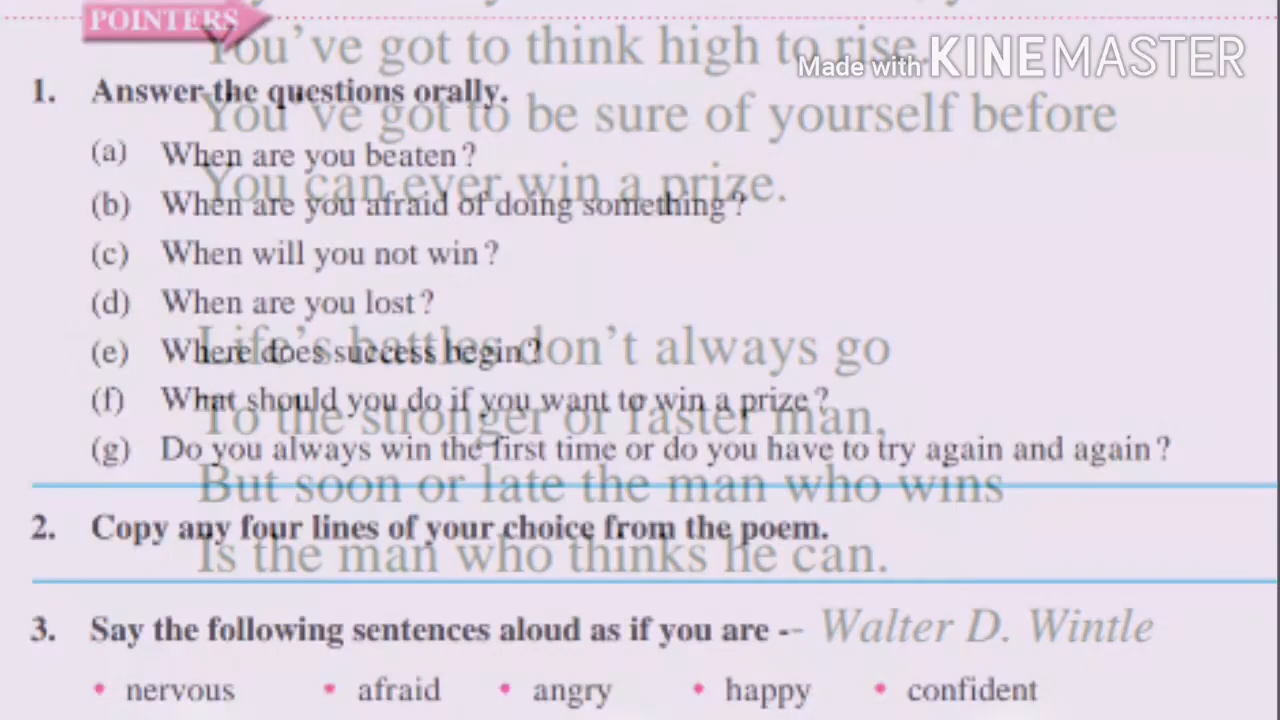 POINTERS
You've got to think high to rise
Made with KINEMASTER
1. Answer the questions orally.
You've got to be sure of yourself before
(a) When are you beaten?
You can ever win a prize.
(b) When are you afraid of doing something?
(c) When will you not win?
(d) When are you lost?
Life's battles don't always go
(e) Where does success begin?
(f) What should you do if you want to win a prize?
To the stronger or faster man,
(g) Do you always win the first time or do you have to try again and again?
But soon or late the man who wins
2. Copy any four lines of your choice from the poem.
Is the man who thinks he can.
3. Say the following sentences aloud as if you are -
- Walter D. Wintle
• nervous • afraid • angry • happy • confident